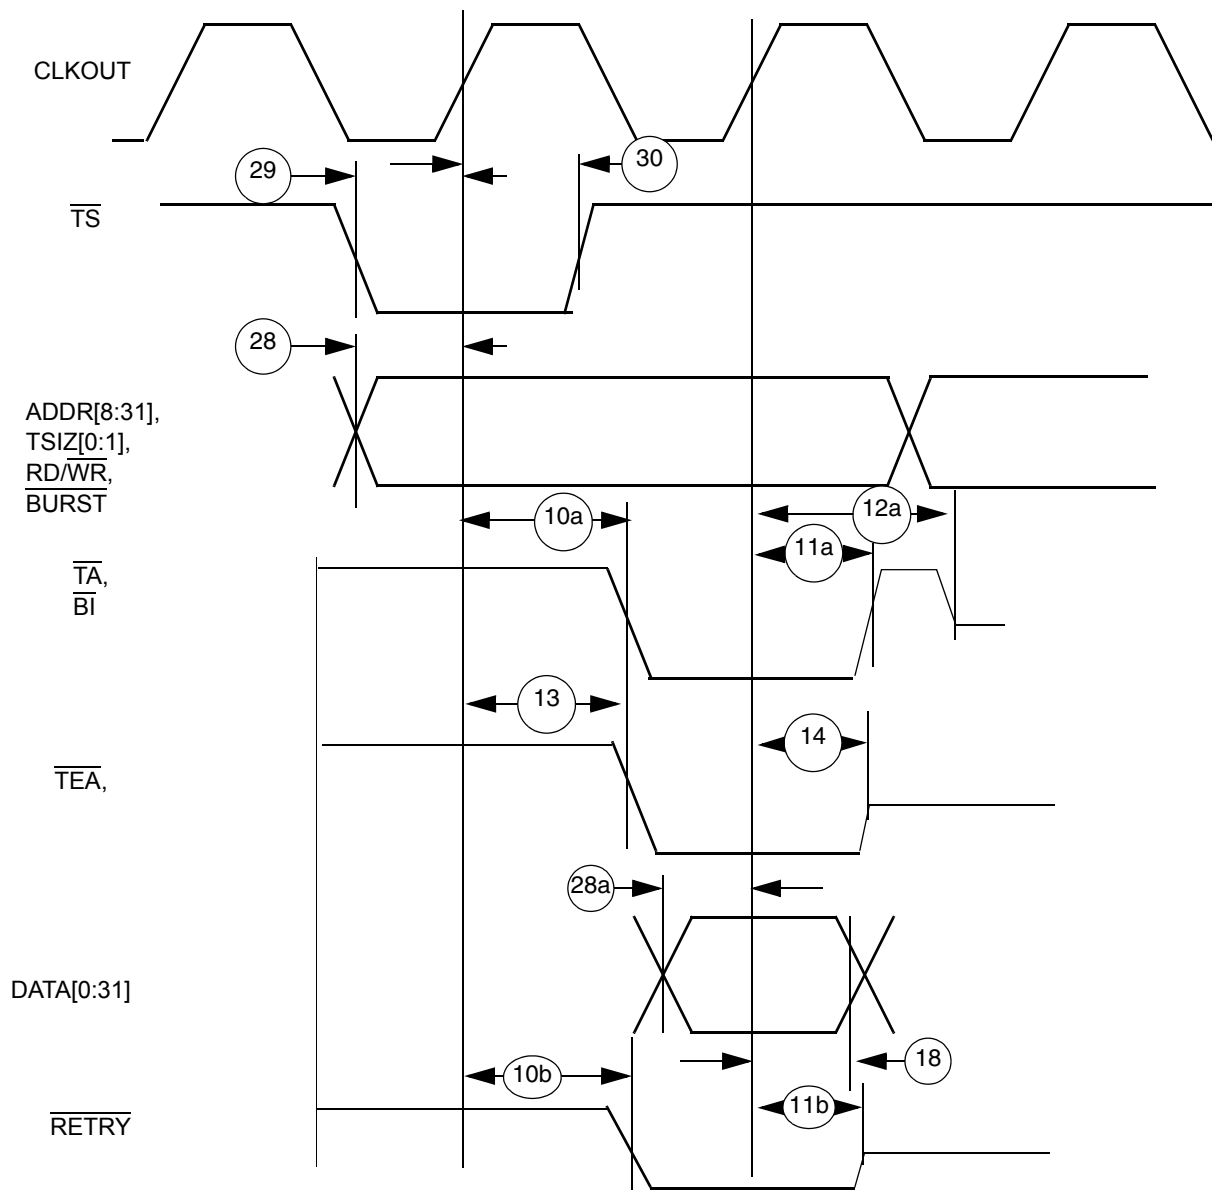 CLKOUT
29
30
TS
28
ADDR[8:31],
TSIZ[0:1],
RD/WR,
BURST
10a
12a
11a
TA,
BI
13
14
TEA,
28a
DATA[0:31]
10b
18
11b
RETRY